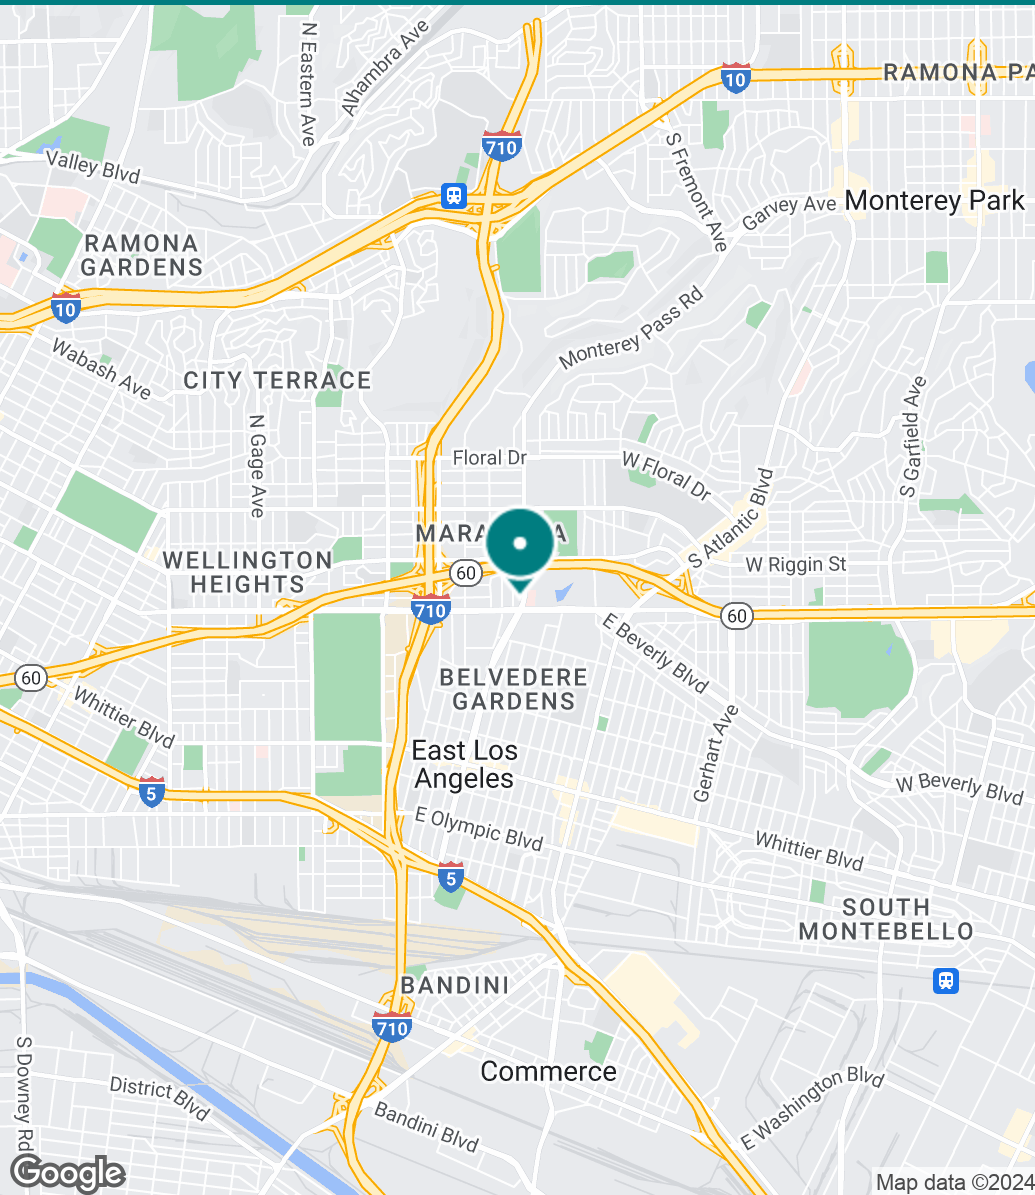 N Eastern Ave
Alhambra Ave
10
RAMONA PA
710
S Fremont Ave
Valley Blvd
Garvey Ave
Monterey Park
RAMONA
GARDENS
10
Monterey Pass Rd
Wabash Ave
CITY TERRACE
S Garfield Ave
N Gage Ave
Floral Dr
W Floral Dr
S Atlantic Blvd
MARA
A
WELLINGTON
HEIGHTS
60
W Riggin St
710
60
E Beverly Blvd
60
BELVEDERE
GARDENS
Whittier Blvd
Gerhart Ave
East Los
Angeles
5
W Beverly Blvd
E Olympic Blvd
Whittier Blvd
5
SOUTH
MONTEBELLO
BANDINI
710
S Downey Rd
Commerce
District Blvd
E Washington Blvd
Bandini Blvd
Google
Map data ©2024